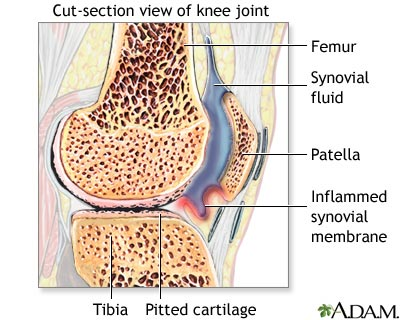 Cut-section view of knee joint
Femur
Synovial
fluid
Patella
Inflammed
synovial
membrane
Tibia
Pitted cartilage
A.D.A.M.